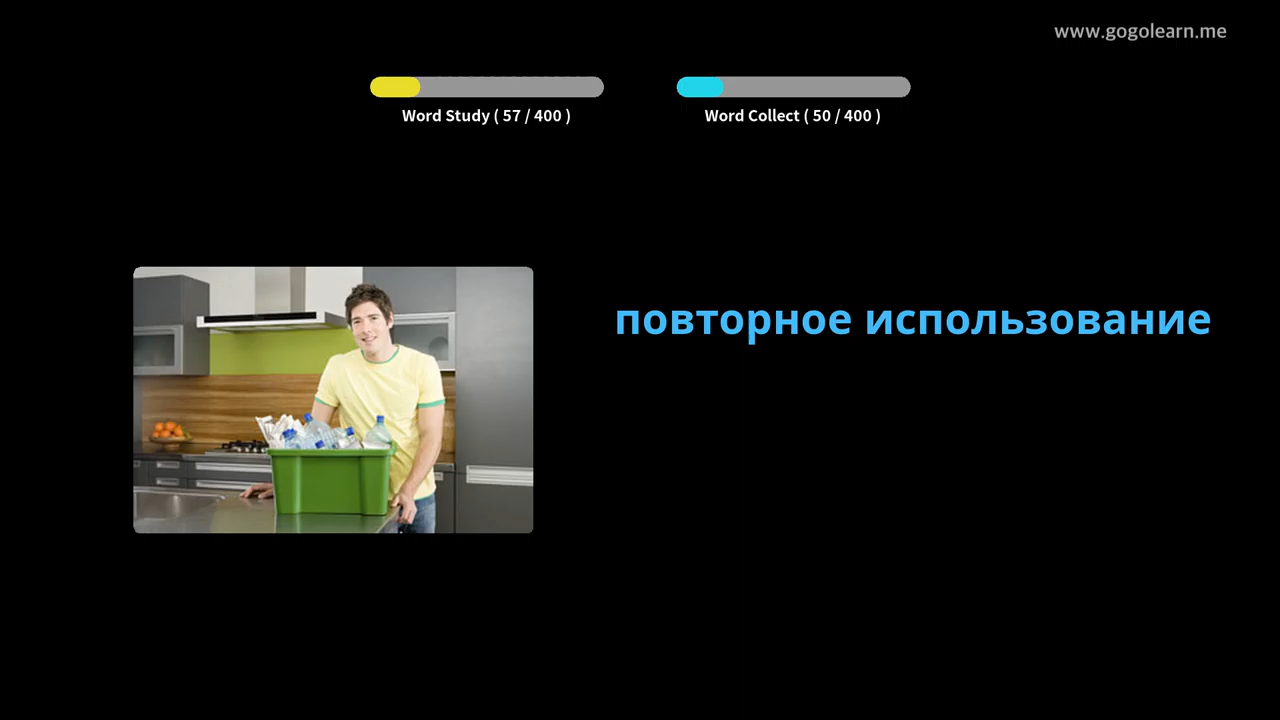 www.gogolearn.me
Word Study ( 57 / 400 )
Word Collect ( 50 / 400 )
повторное использование